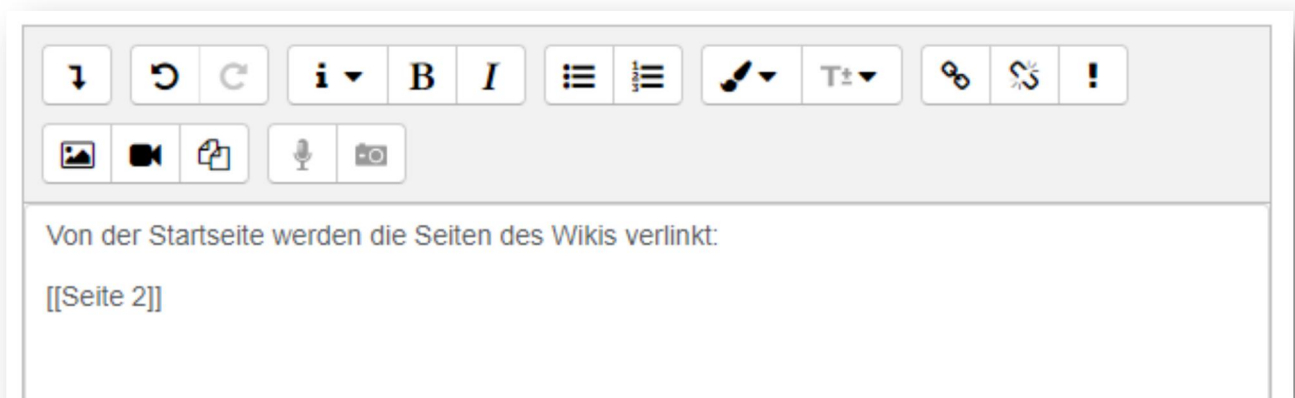 Von der Startseite werden die Seiten des Wikis verlinkt:
[[Seite 2]]